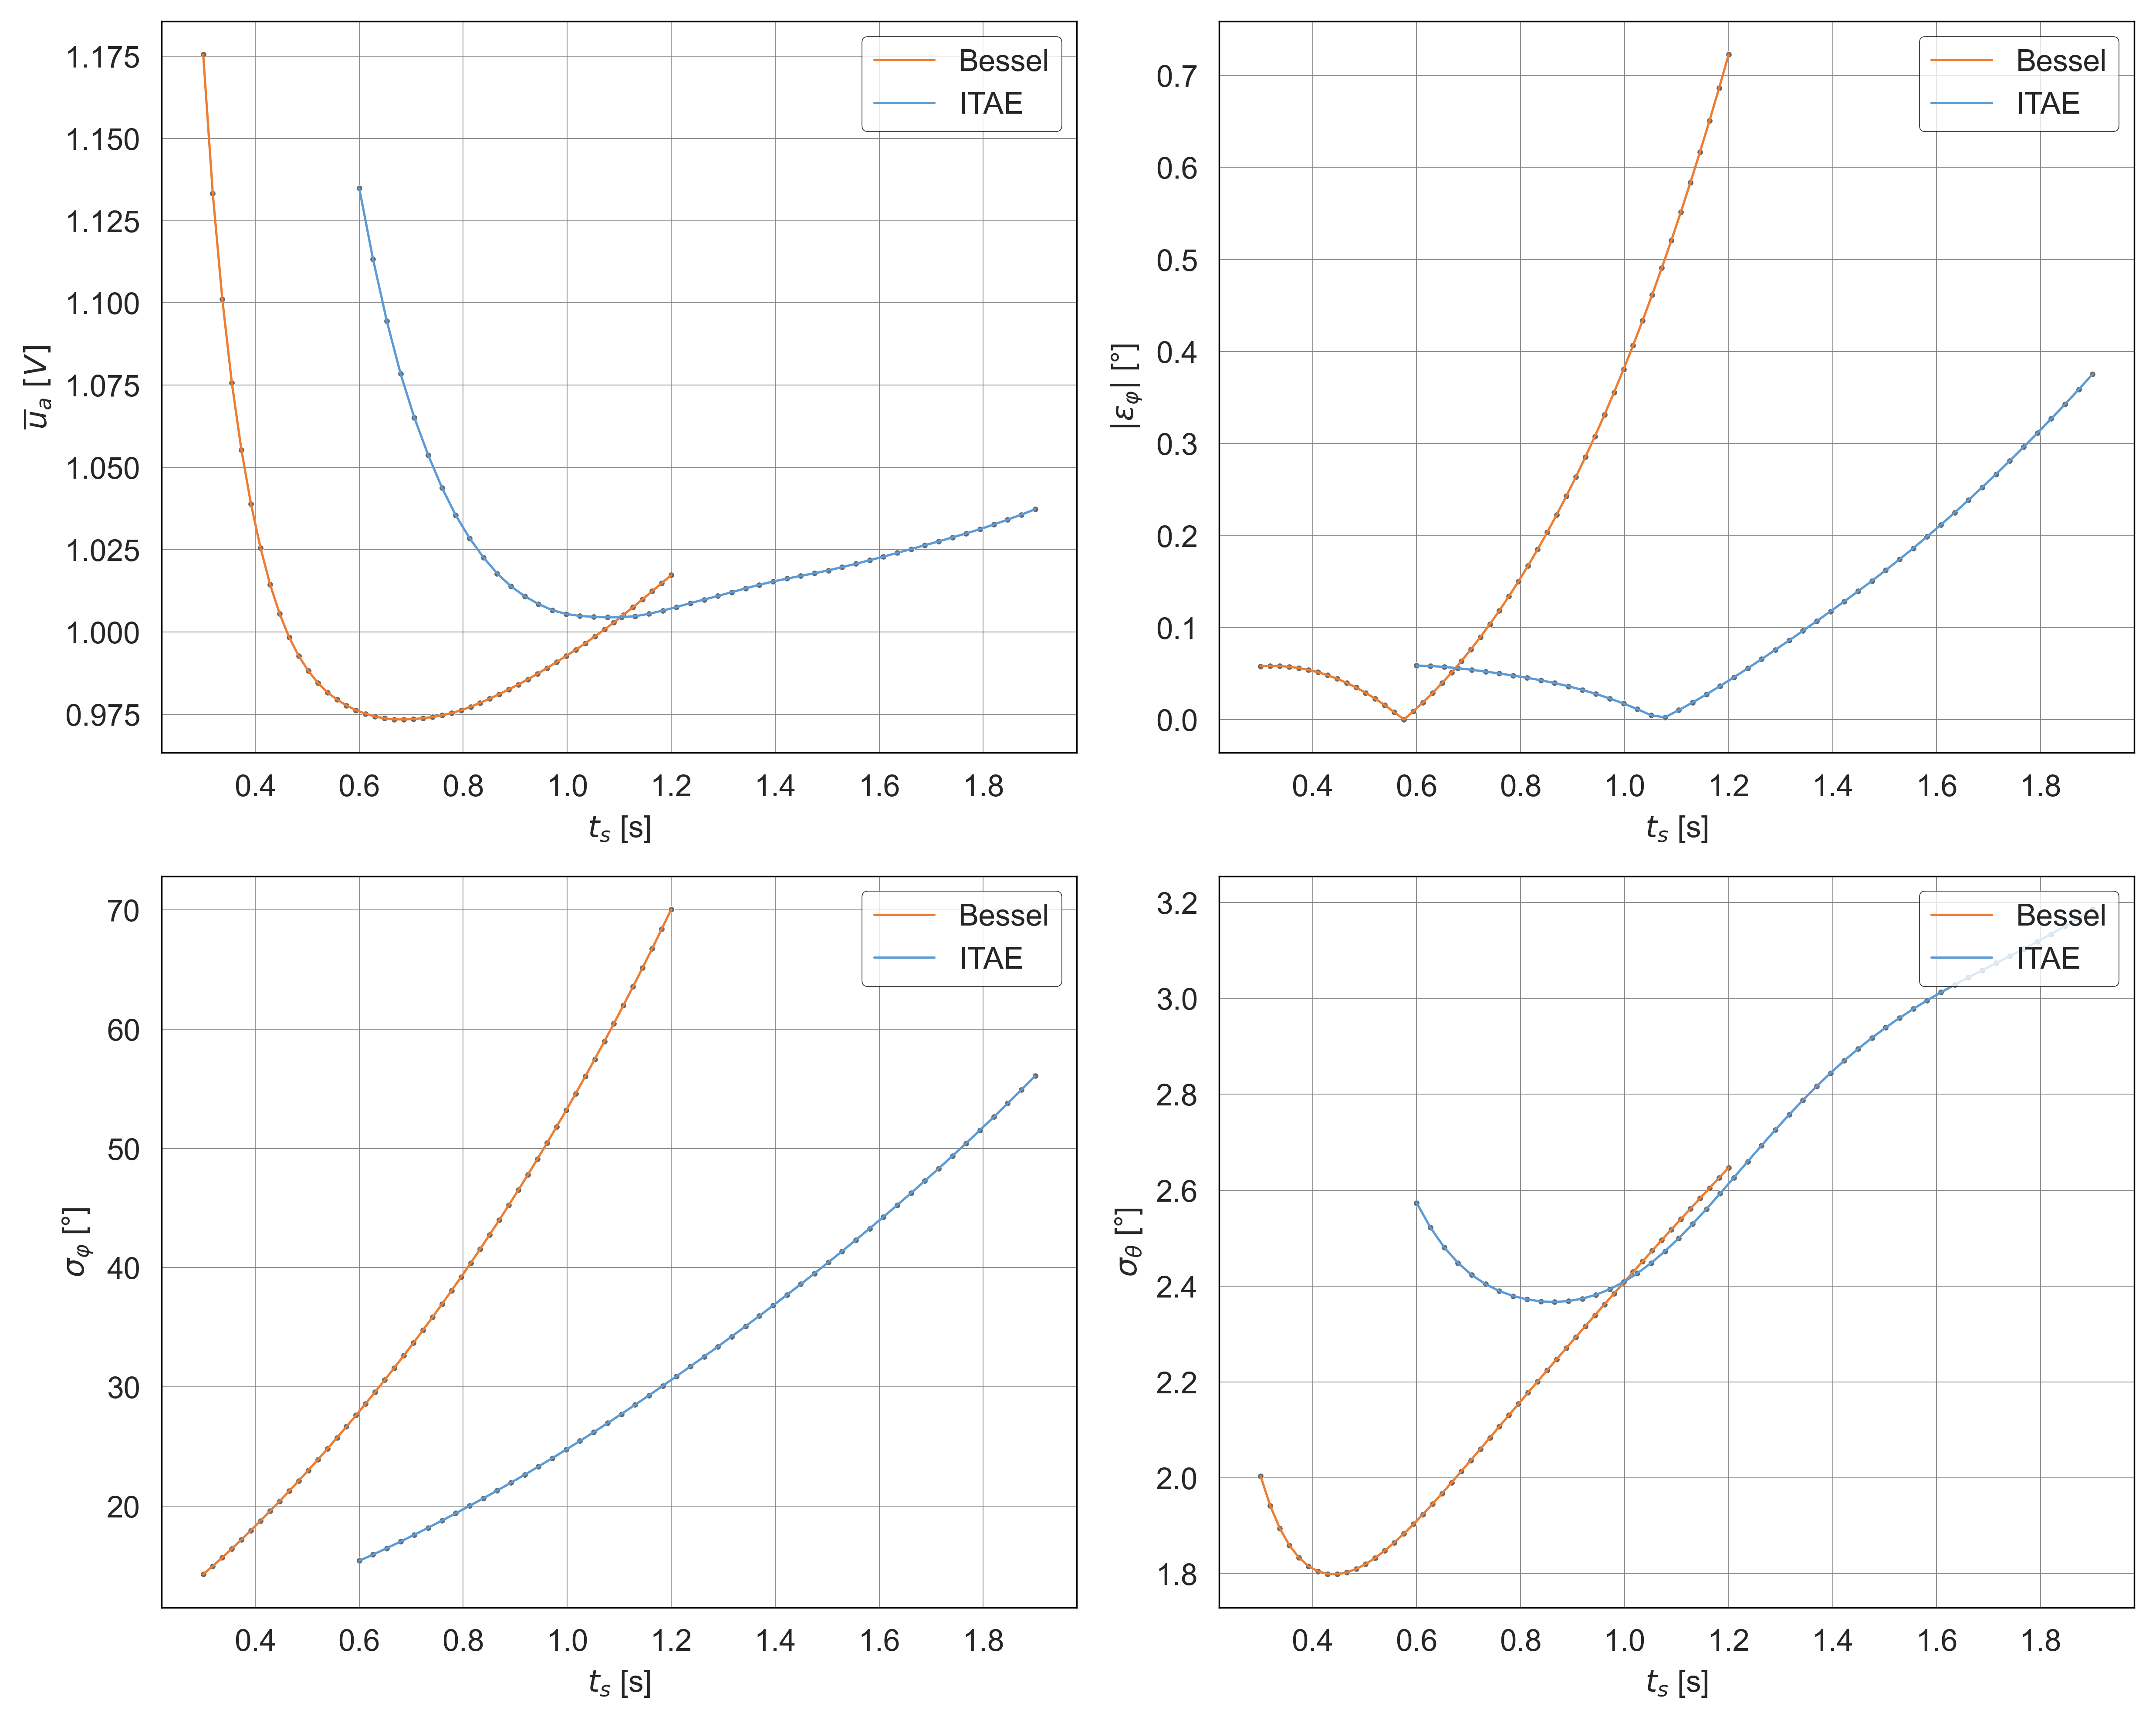 1.175
1.150
1.125
1.100
1.075
1.050
1.025
1.000
0.975
u̅ₐ [V]
0.4 0.6 0.8 1.0 1.2 1.4 1.6 1.8
tₛ [s]
Bessel
ITAE
0.7
0.6
0.5
0.4
0.3
0.2
0.1
0.0
|ε_φ| [°]
0.4 0.6 0.8 1.0 1.2 1.4 1.6 1.8
tₛ [s]
Bessel
ITAE
70
60
50
40
30
20
σ_φ [°]
0.4 0.6 0.8 1.0 1.2 1.4 1.6 1.8
tₛ [s]
Bessel
ITAE
3.2
3.0
2.8
2.6
2.4
2.2
2.0
1.8
σ_θ [°]
0.4 0.6 0.8 1.0 1.2 1.4 1.6 1.8
tₛ [s]
Bessel
ITAE